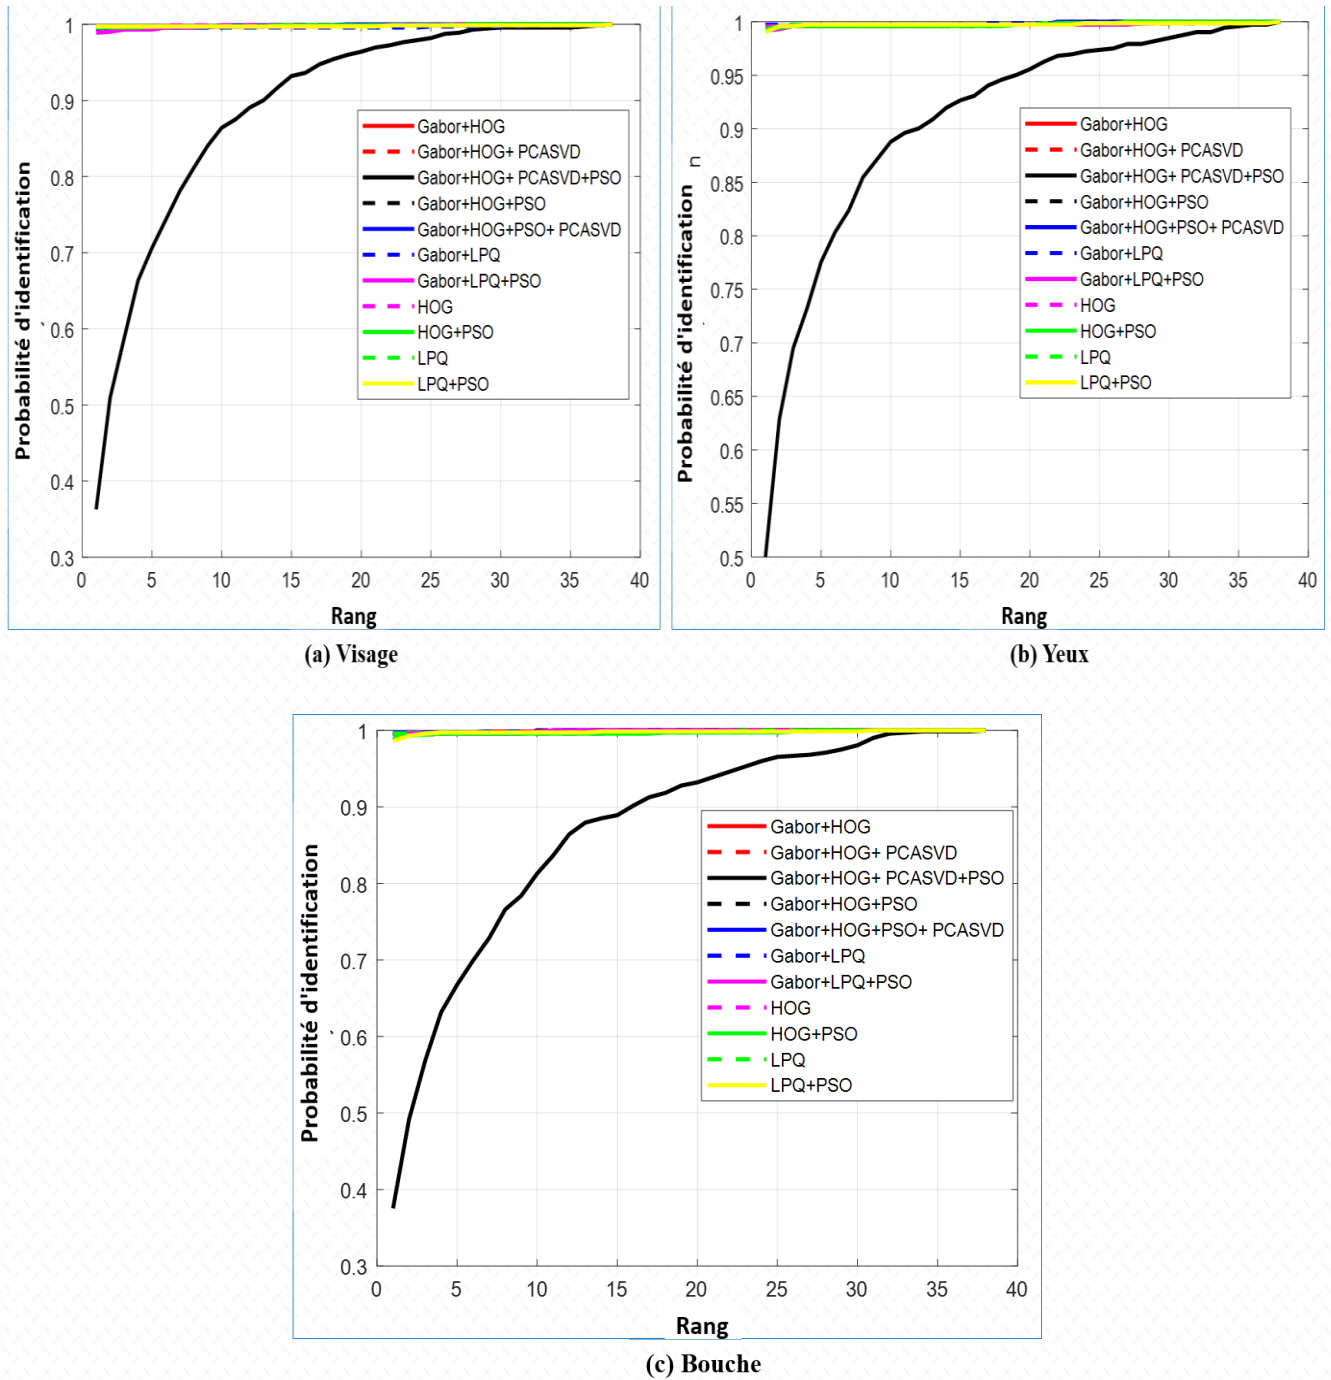 Probabilité d'identification
1
0.9
0.8
0.7
0.6
0.5
0.4
0.3
0 5 10 15 20 25 30 35 40
Gabor+HOG
Gabor+HOG+ PCASVD
Gabor+HOG+ PCASVD+PSO
Gabor+HOG+PSO
Gabor+HOG+PSO+ PCASVD
Gabor+LPQ
Gabor+LPQ+PSO
HOG
HOG+PSO
LPQ
LPQ+PSO
Rang
(a) Visage
Probabilité d'identification
n
1
0.95
0.9
0.85
0.8
0.75
0.7
0.65
0.6
0.55
0.5
0 5 10 15 20 25 30 35 40
Gabor+HOG
Gabor+HOG+ PCASVD
Gabor+HOG+ PCASVD+PSO
Gabor+HOG+PSO
Gabor+HOG+PSO+ PCASVD
Gabor+LPQ
Gabor+LPQ+PSO
HOG
HOG+PSO
LPQ
LPQ+PSO
Rang
(b) Yeux
Probabilité d'identification
1
0.9
0.8
0.7
0.6
0.5
0.4
0.3
0 5 10 15 20 25 30 35 40
Gabor+HOG
Gabor+HOG+ PCASVD
Gabor+HOG+ PCASVD+PSO
Gabor+HOG+PSO
Gabor+HOG+PSO+ PCASVD
Gabor+LPQ
Gabor+LPQ+PSO
HOG
HOG+PSO
LPQ
LPQ+PSO
Rang
(c) Bouche